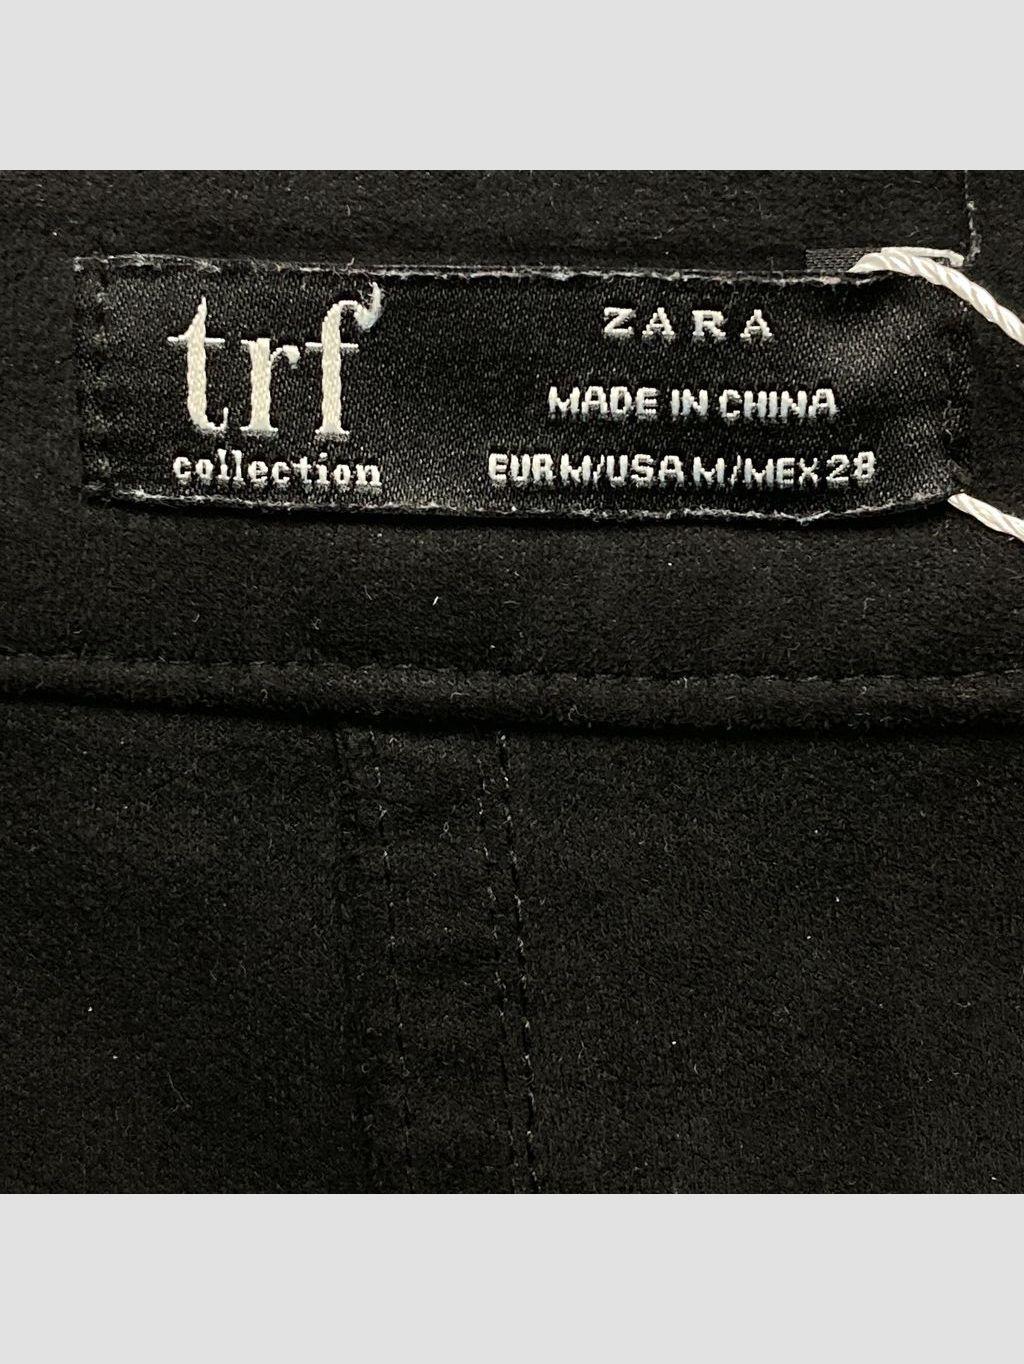 trf
collection
ZARA
MADE IN CHINA
EUR M/USA M/MEX 28